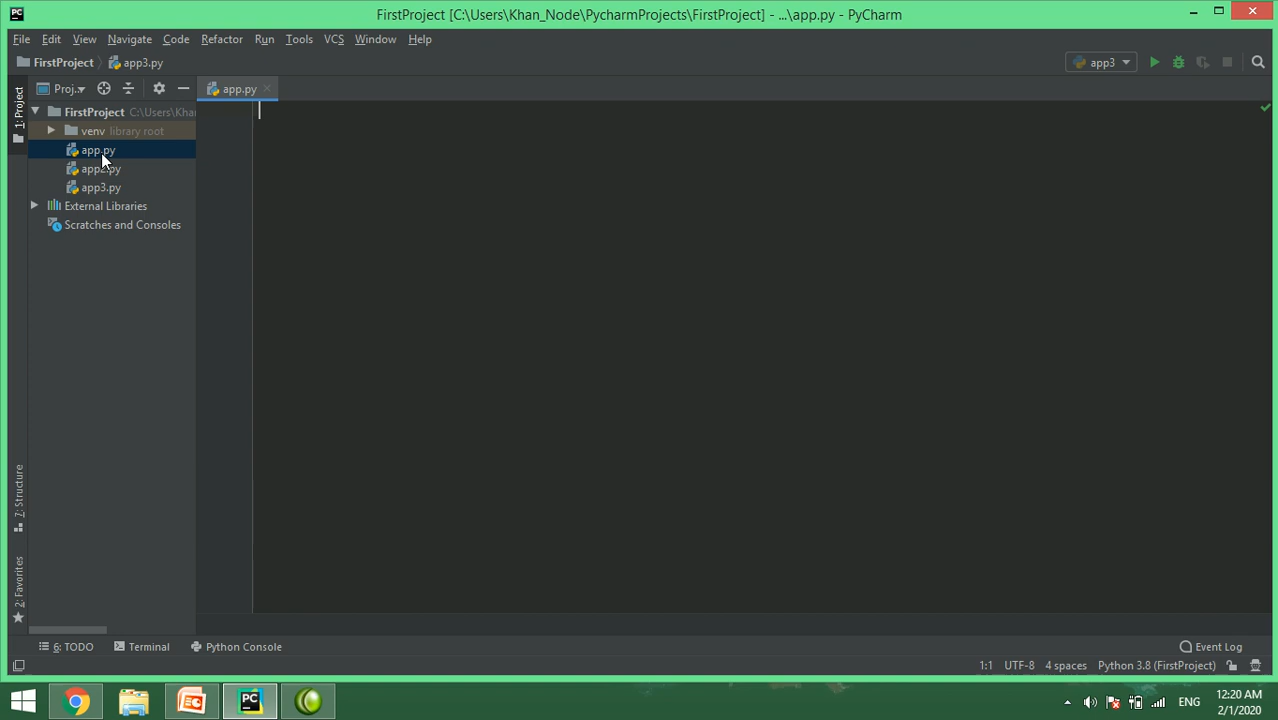 FirstProject [C:\Users\Khan_Node\PycharmProjects\FirstProject] - ...\app.py - PyCharm
File Edit View Navigate Code Refactor Run Tools VCS Window Help
FirstProject app3.py app3
1: Project Proj.. app.py
FirstProject C:\Users\Khan
venv library root
app.py
app2.py
app3.py
External Libraries
Scratches and Consoles
7: Structure
2: Favorites
6: TODO Terminal Python Console Event Log
1:1 UTF-8 4 spaces Python 3.8 (FirstProject)
PC
ENG 12:20 AM
2/1/2020